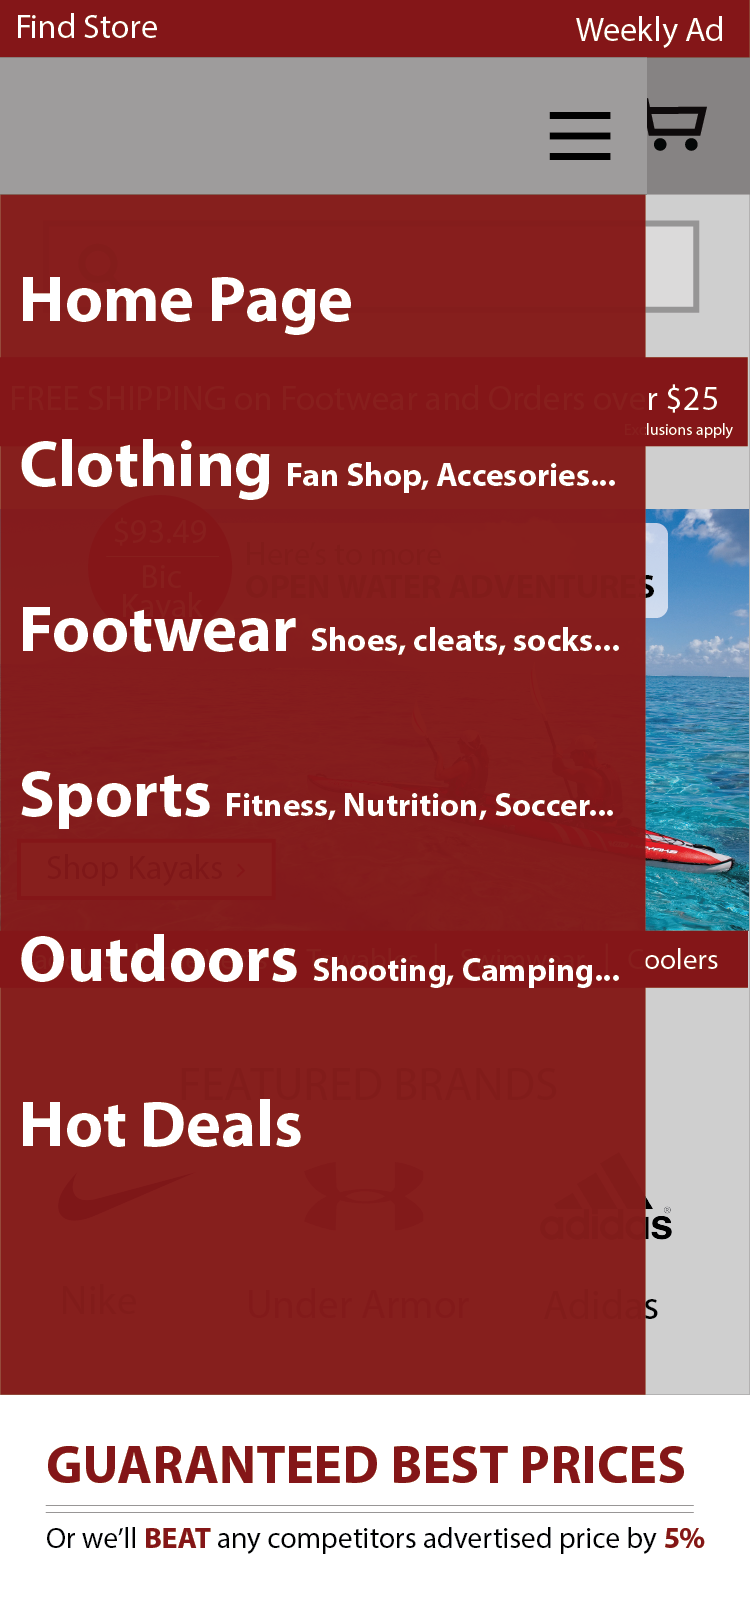 Find Store
Weekly Ad
Home Page
FREE SHIPPING on Footwear and Orders over $25
Exclusions apply
Clothing Fan Shop, Accesories...
$93.49
Bic
Kayak
Here's to more
OPEN WATER ADVENTURES
Footwear Shoes, cleats, socks...
Sports Fitness, Nutrition, Soccer...
Shop Kayaks ›
Outdoors Shooting, Camping...
Towables | Swimwear | Coolers
FEATURED BRANDS
Hot Deals
adidas®
Nike
Under Armor
Adidas
GUARANTEED BEST PRICES
Or we'll BEAT any competitors advertised price by 5%